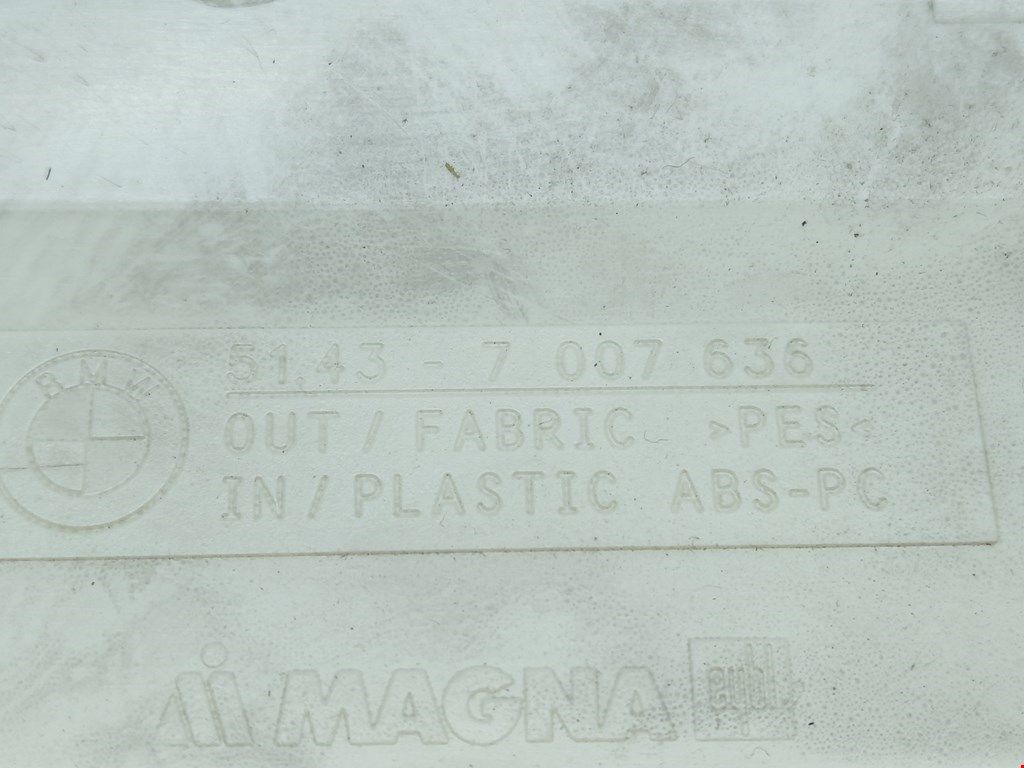 BMW
51.43 - 7 007 636
OUT / FABRIC >PES<
IN / PLASTIC ABS-PC
MAGNA